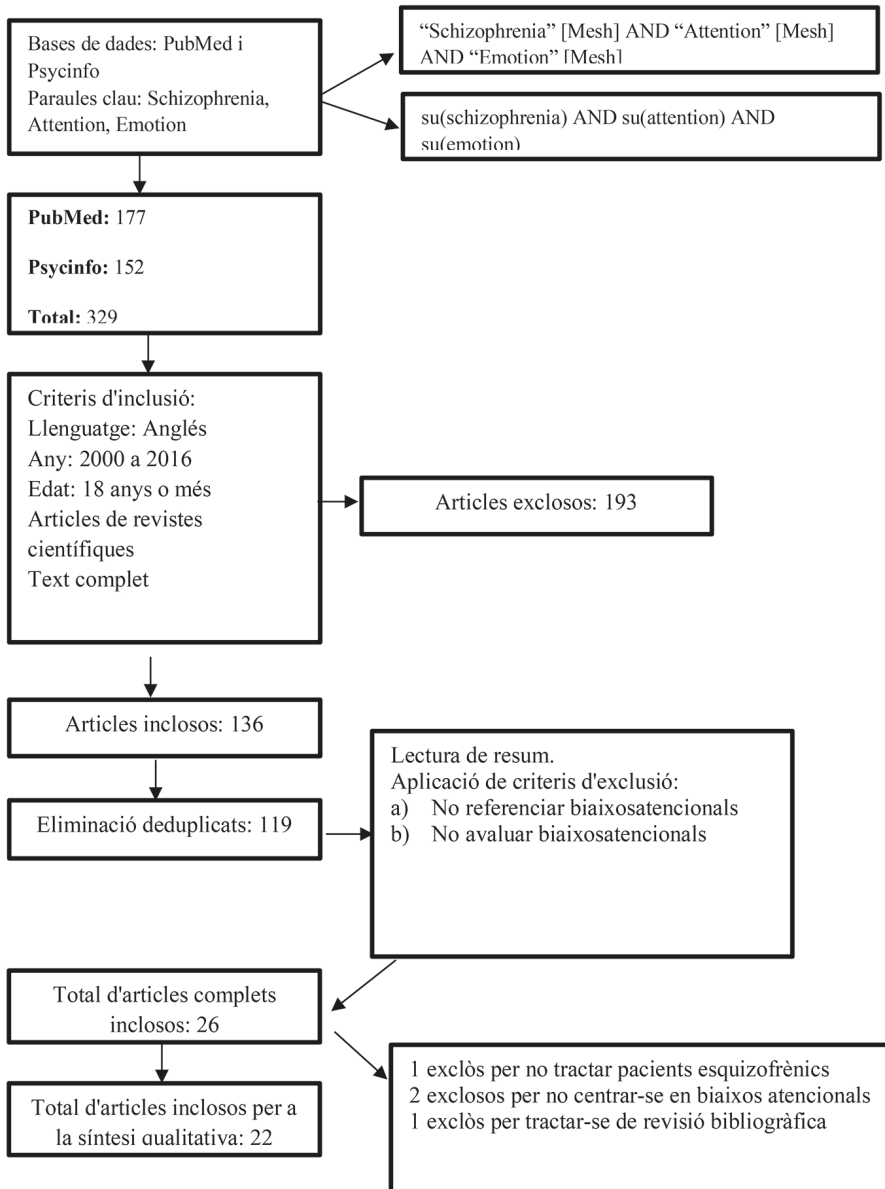 Bases de dades: PubMed i
Psycinfo
Paraules clau: Schizophrenia,
Attention, Emotion
“Schizophrenia” [Mesh] AND “Attention” [Mesh]
AND “Emotion” [Mesh]
su(schizophrenia) AND su(attention) AND
su(emotion)
PubMed: 177
Psycinfo: 152
Total: 329
Criteris d'inclusió:
Llenguatge: Anglés
Any: 2000 a 2016
Edat: 18 anys o més
Articles de revistes
científiques
Text complet
Articles exclosos: 193
Articles inclosos: 136
Eliminació deduplicats: 119
Lectura de resum.
Aplicació de criteris d'exclusió:
a) No referenciar biaixosatencionals
b) No avaluar biaixosatencionals
Total d'articles complets
inclosos: 26
1 exclòs per no tractar pacients esquizofrènics
2 exclosos per no centrar-se en biaixos atencionals
1 exclòs per tractar-se de revisió bibliogràfica
Total d'articles inclosos per a
la síntesi qualitativa: 22